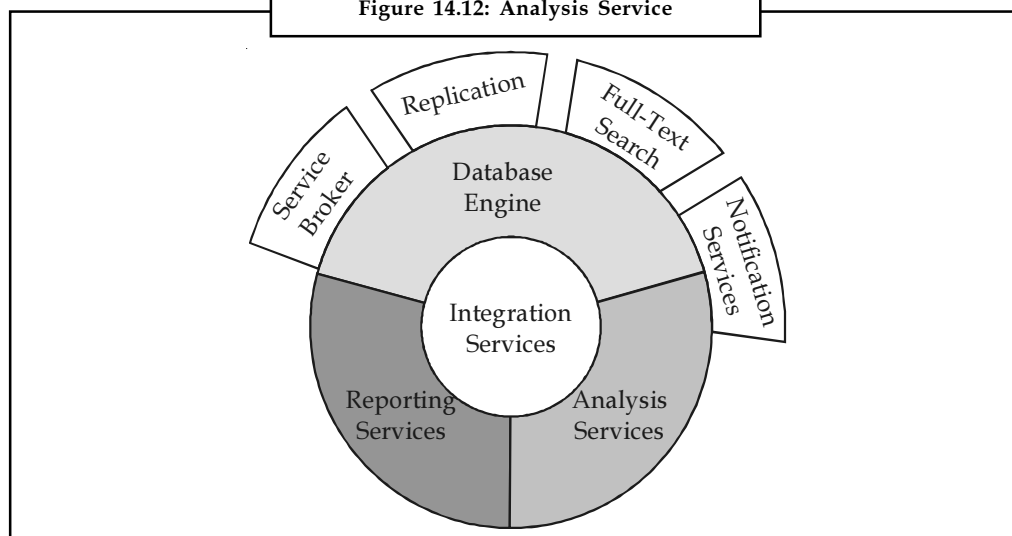 Figure 14.12: Analysis Service
Replication
Full-Text
Search
Service
Broker
Database
Engine
Notification
Services
Integration
Services
Reporting
Services
Analysis
Services